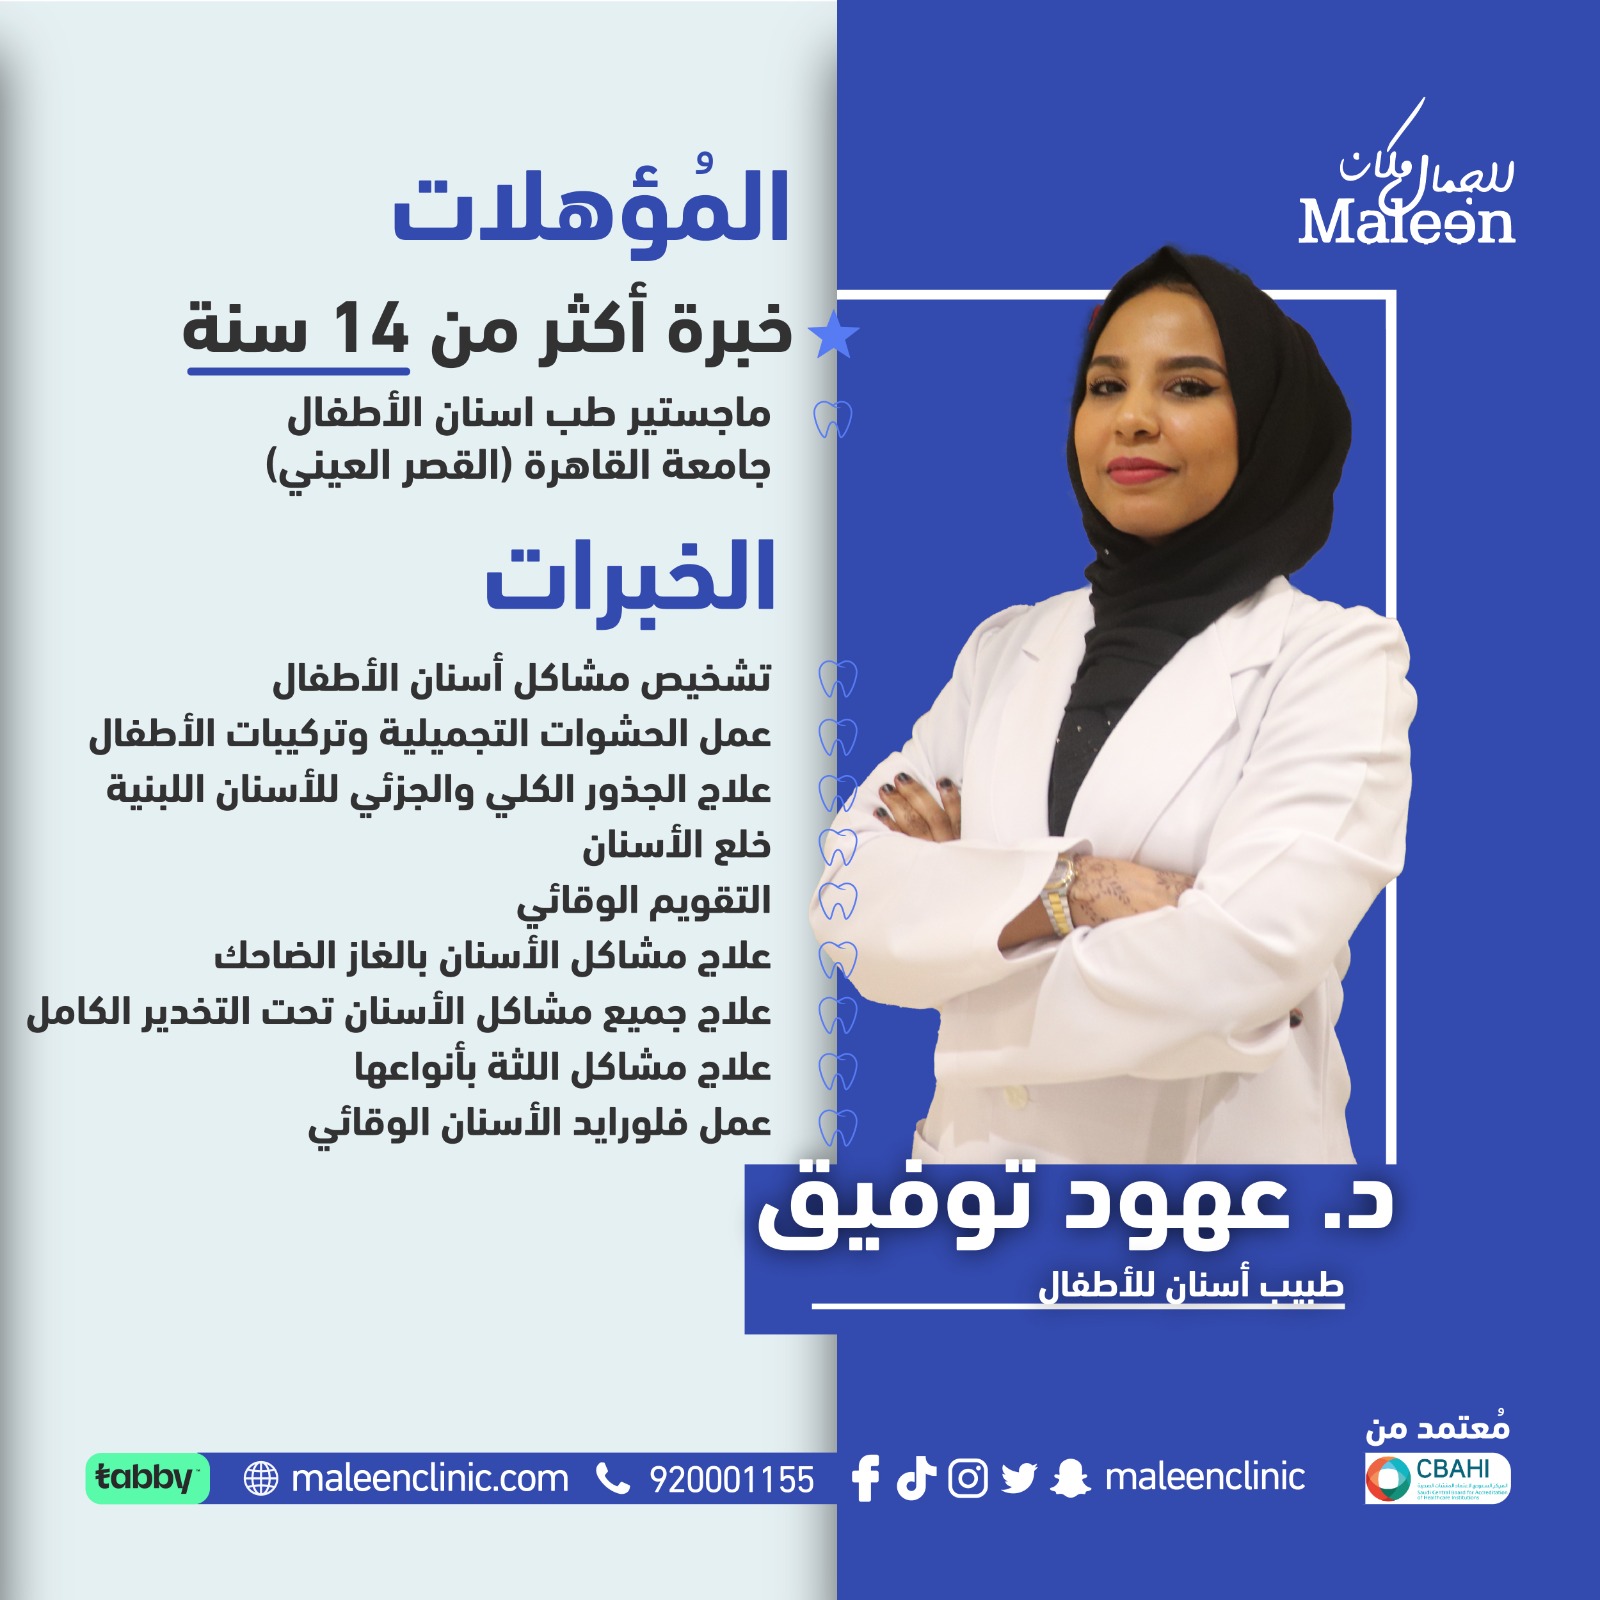 للجمال مكان
Maleen
المُؤهلات
خبرة أكثر من 14 سنة
ماجستير طب اسنان الأطفال
جامعة القاهرة (القصر العيني)
الخبرات
تشخيص مشاكل أسنان الأطفال
عمل الحشوات التجميلية وتركيبات الأطفال
علاج الجذور الكلي والجزئي للأسنان اللبنية
خلع الأسنان
التقويم الوقائي
علاج مشاكل الأسنان بالغاز الضاحك
علاج جميع مشاكل الأسنان تحت التخدير الكامل
علاج مشاكل اللثة بأنواعها
عمل فلورايد الأسنان الوقائي
د. عهود توفيق
طبيب أسنان للأطفال
مُعتمد من
CBAHI
tabby maleenclinic.com 920001155 maleenclinic